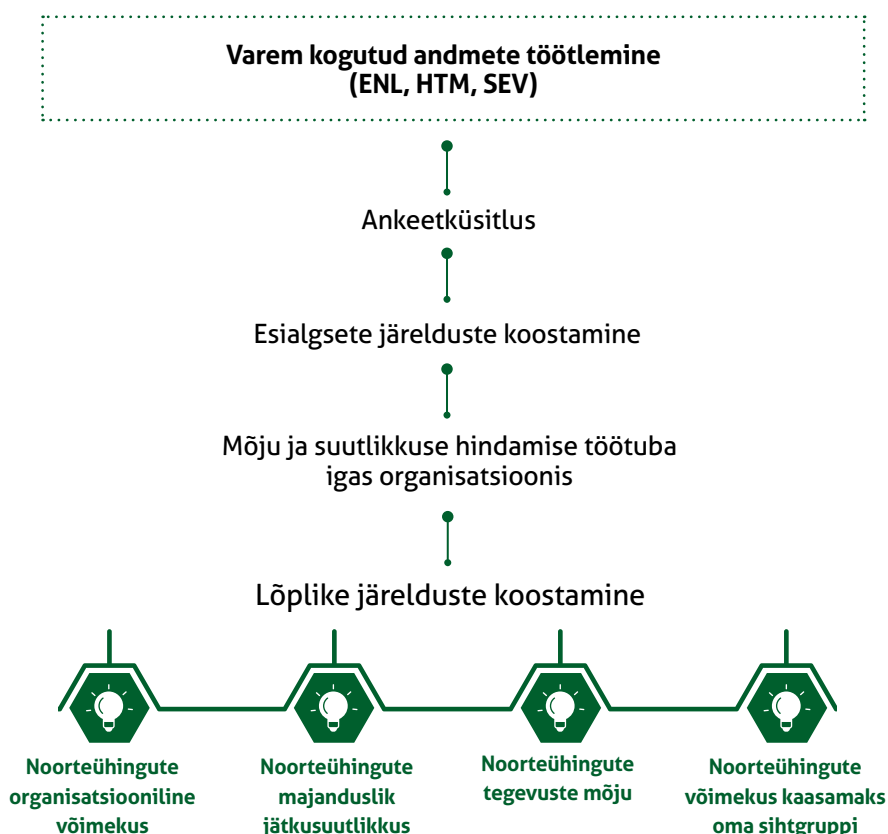 Varem kogutud andmete töötlemine
(ENL, HTM, SEV)
Ankeetküsitlus
Esialgsete järelduste koostamine
Mõju ja suutlikkuse hindamise töötuba
igas organisatsioonis
Lõplike järelduste koostamine
Noorteühingute
organisatsiooniline
võimekus
Noorteühingute
majanduslik
jätkusuutlikkus
Noorteühingute
tegevuste mõju
Noorteühingute
võimekus kaasamaks
oma sihtgruppi